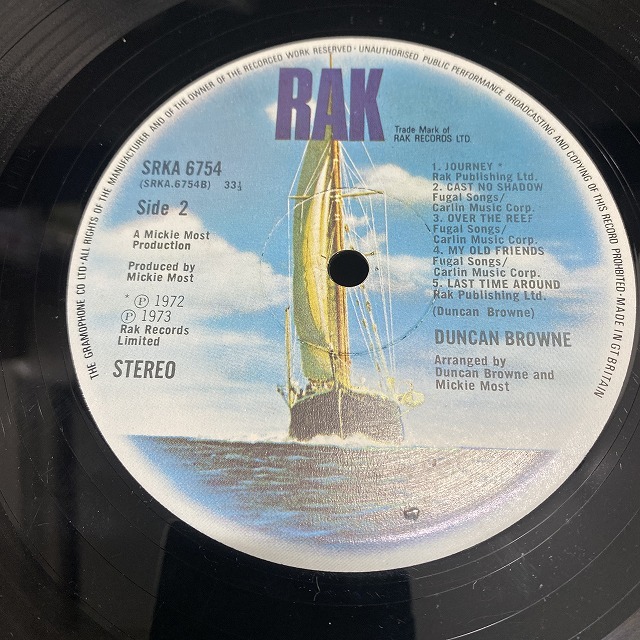 THE GRAMOPHONE CO LTD·ALL RIGHTS OF THE MANUFACTURER AND OF THE OWNER OF THE RECORDED WORK RESERVED · UNAUTHORISED PUBLIC PERFORMANCE BROADCASTING AND COPYING OF THIS RECORD PROHIBITED·MADE IN GT BRITAIN
RAK
Trade Mark of
RAK RECORDS LTD.
SRKA 6754
(SRKA.6754B) 33⅓
Side 2
A Mickie Most
Production
Produced by
Mickie Most
* Ⓟ 1972
Ⓟ 1973
Rak Records
Limited
STEREO
1. JOURNEY *
Rak Publishing Ltd.
2. CAST NO SHADOW
Fugal Songs/
Carlin Music Corp.
3. OVER THE REEF
Fugal Songs/
Carlin Music Corp.
4. MY OLD FRIENDS
Fugal Songs/
Carlin Music Corp.
5. LAST TIME AROUND
Rak Publishing Ltd.
(Duncan Browne)
DUNCAN BROWNE
Arranged by
Duncan Browne and
Mickie Most